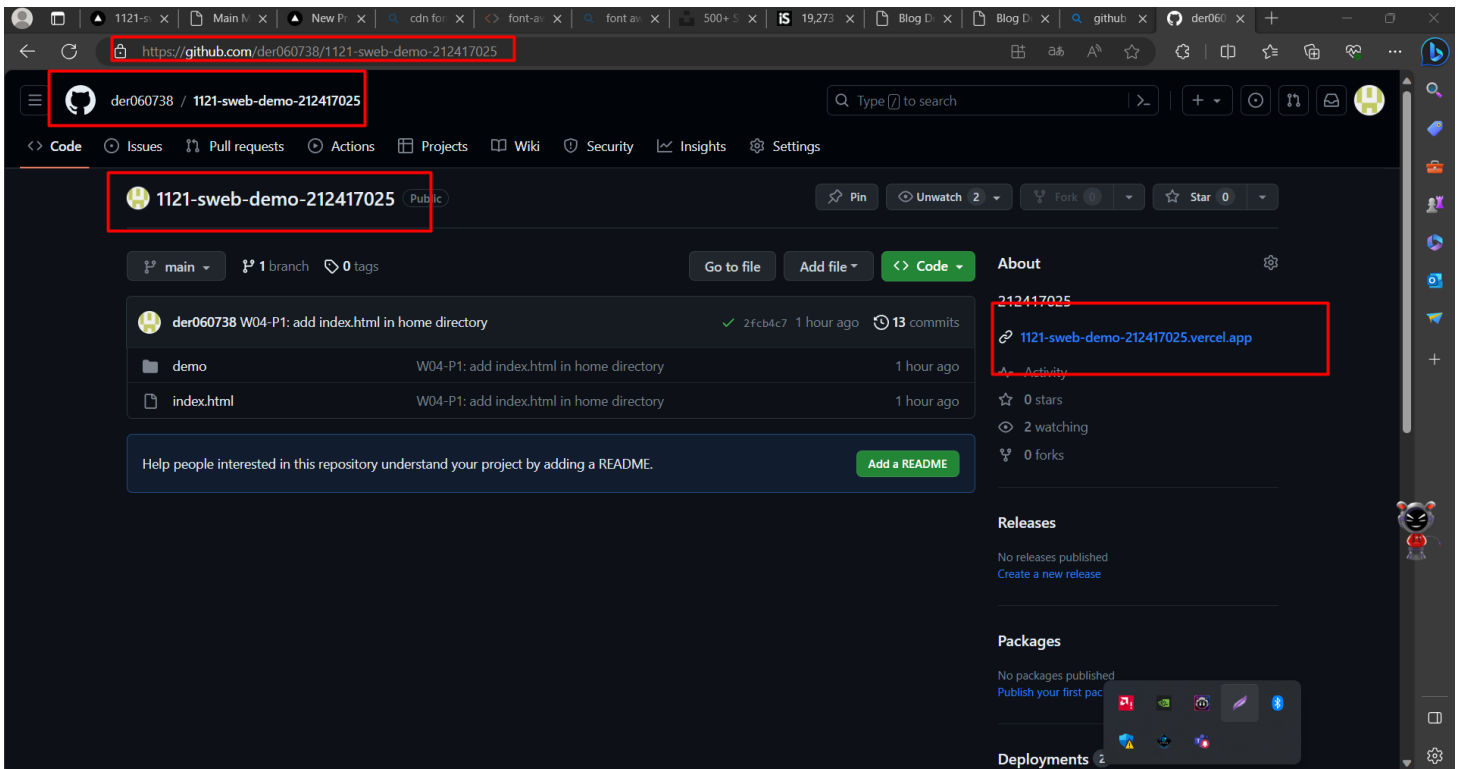 1121-sv Main M New Pr cdn for font-av font aw 500+ S iS 19,273 Blog D Blog D github der060
https://github.com/der060738/1121-sweb-demo-212417025
der060738 / 1121-sweb-demo-212417025
Type / to search
Code Issues Pull requests Actions Projects Wiki Security Insights Settings
1121-sweb-demo-212417025 Public
Pin Unwatch 2 Fork 0 Star 0
main 1 branch 0 tags Go to file Add file Code
der060738 W04-P1: add index.html in home directory 2fcb4c7 1 hour ago 13 commits
demo W04-P1: add index.html in home directory 1 hour ago
index.html W04-P1: add index.html in home directory 1 hour ago
Help people interested in this repository understand your project by adding a README. Add a README
About
212417025
1121-sweb-demo-212417025.vercel.app
Activity
0 stars
2 watching
0 forks
Releases
No releases published
Create a new release
Packages
No packages published
Publish your first pac
Deployments 2